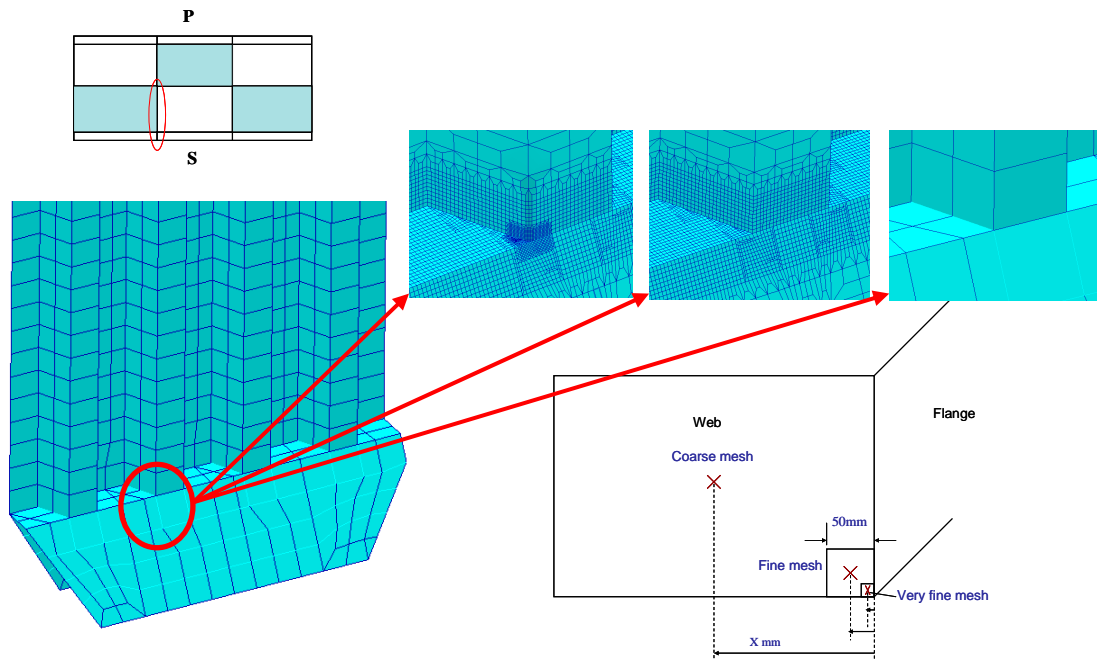 P
S
Web
Flange
Coarse mesh
50mm
Fine mesh
Very fine mesh
X mm